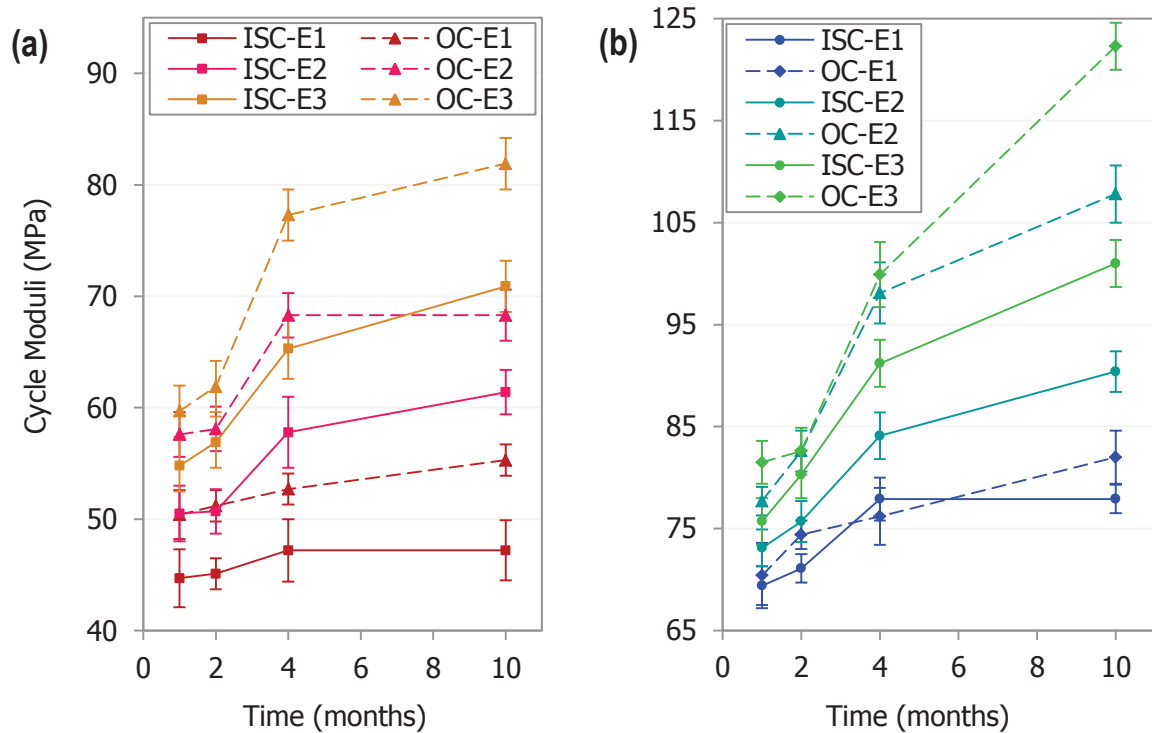 (a)
ISC-E1 OC-E1
ISC-E2 OC-E2
ISC-E3 OC-E3
90
80
70
60
50
40
Cycle Moduli (MPa)
0 2 4 6 8 10
Time (months)
(b)
ISC-E1
OC-E1
ISC-E2
OC-E2
ISC-E3
OC-E3
125
115
105
95
85
75
65
0 2 4 6 8 10
Time (months)